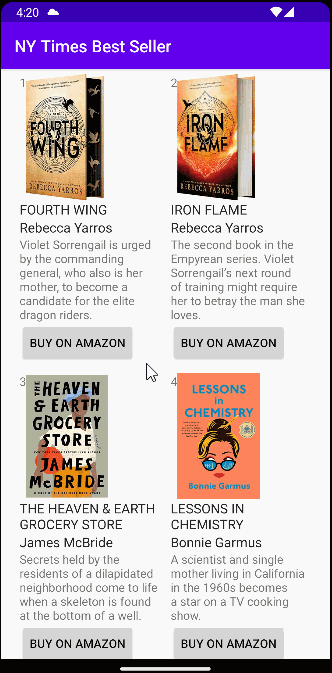 4:20
NY Times Best Seller
1
FOURTH
WING
REBECCA YARROS
FOURTH WING
Rebecca Yarros
Violet Sorrengail is urged
by the commanding
general, who also is her
mother, to become a
candidate for the elite
dragon riders.
BUY ON AMAZON
2
IRON
FLAME
REBECCA YARROS
IRON FLAME
Rebecca Yarros
The second book in the
Empyrean series. Violet
Sorrengail's next round
of training might require
her to betray the man she
loves.
BUY ON AMAZON
3
THE
HEAVEN
& EARTH
GROCERY
STORE
JAMES
McBRIDE
THE HEAVEN & EARTH
GROCERY STORE
James McBride
Secrets held by the
residents of a dilapidated
neighborhood come to life
when a skeleton is found
at the bottom of a well.
BUY ON AMAZON
4
LESSONS
in
CHEMISTRY
Bonnie Garmus
LESSONS IN
CHEMISTRY
Bonnie Garmus
A scientist and single
mother living in California
in the 1960s becomes
a star on a TV cooking
show.
BUY ON AMAZON